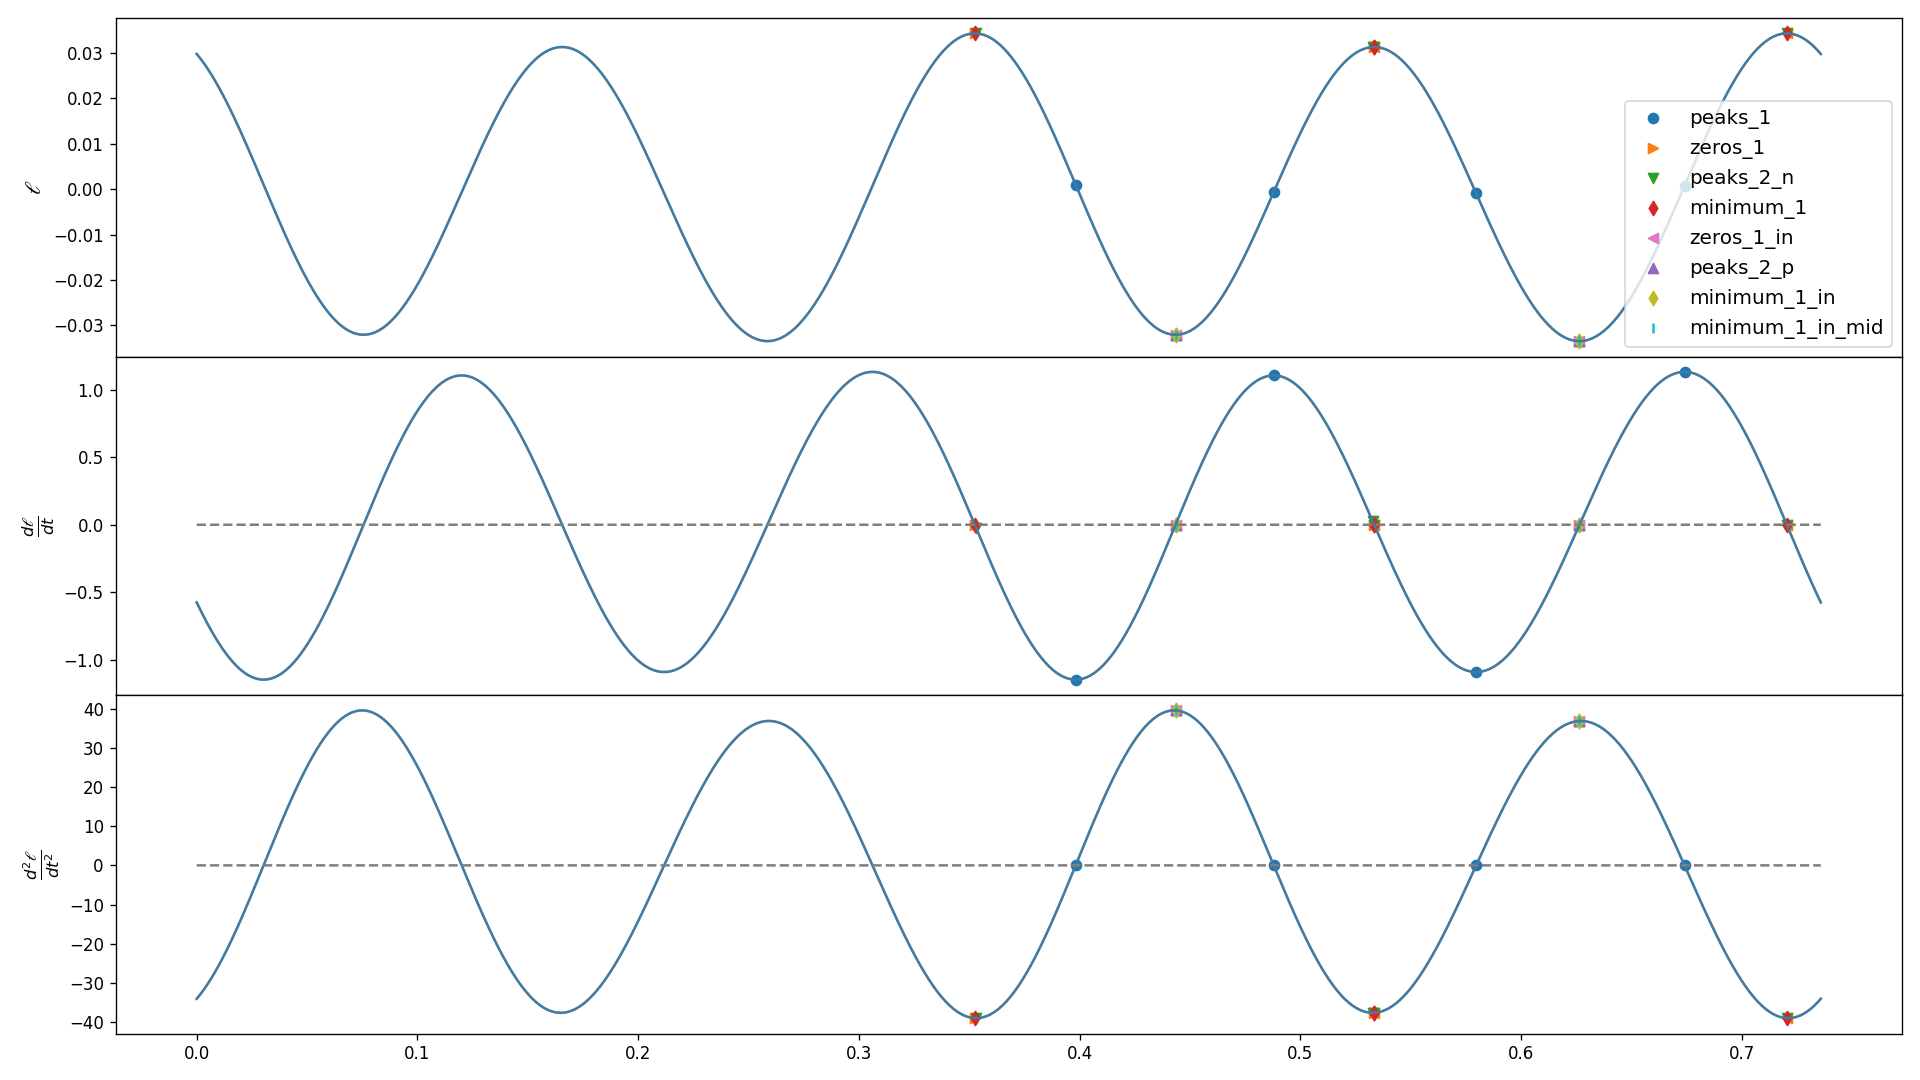 0.03
0.02
0.01
0.00
−0.01
−0.02
−0.03
ℓ
peaks_1
zeros_1
peaks_2_n
minimum_1
zeros_1_in
peaks_2_p
minimum_1_in
minimum_1_in_mid
1.0
0.5
0.0
−0.5
−1.0
dℓ
dt
40
30
20
10
0
−10
−20
−30
−40
d²ℓ
dt²
0.0 0.1 0.2 0.3 0.4 0.5 0.6 0.7